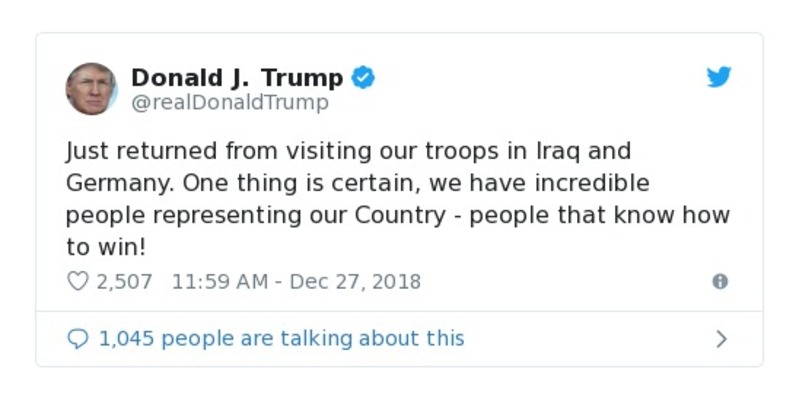 Donald J. Trump
@realDonaldTrump
Just returned from visiting our troops in Iraq and
Germany. One thing is certain, we have incredible
people representing our Country - people that know how
to win!
2,507 11:59 AM - Dec 27, 2018
1,045 people are talking about this